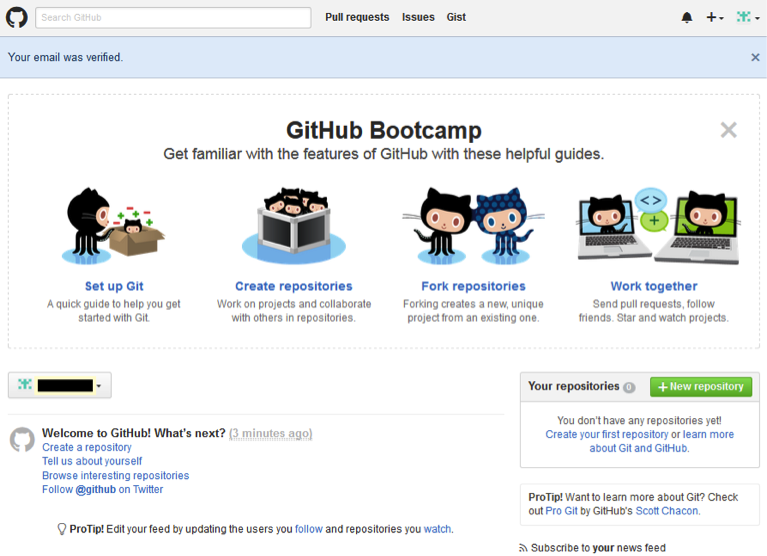 Search GitHub
Pull requests Issues Gist
Your email was verified.
GitHub Bootcamp
Get familiar with the features of GitHub with these helpful guides.
Set up Git
A quick guide to help you get
started with Git.
Create repositories
Work on projects and collaborate
with others in repositories.
Fork repositories
Forking creates a new, unique
project from an existing one.
Work together
Send pull requests, follow
friends. Star and watch projects.
Your repositories 0
New repository
You don't have any repositories yet!
Create your first repository or learn more
about Git and GitHub.
Welcome to GitHub! What's next? (3 minutes ago)
Create a repository
Tell us about yourself
Browse interesting repositories
Follow @github on Twitter
ProTip! Edit your feed by updating the users you follow and repositories you watch.
ProTip! Want to learn more about Git? Check
out Pro Git by GitHub's Scott Chacon.
Subscribe to your news feed